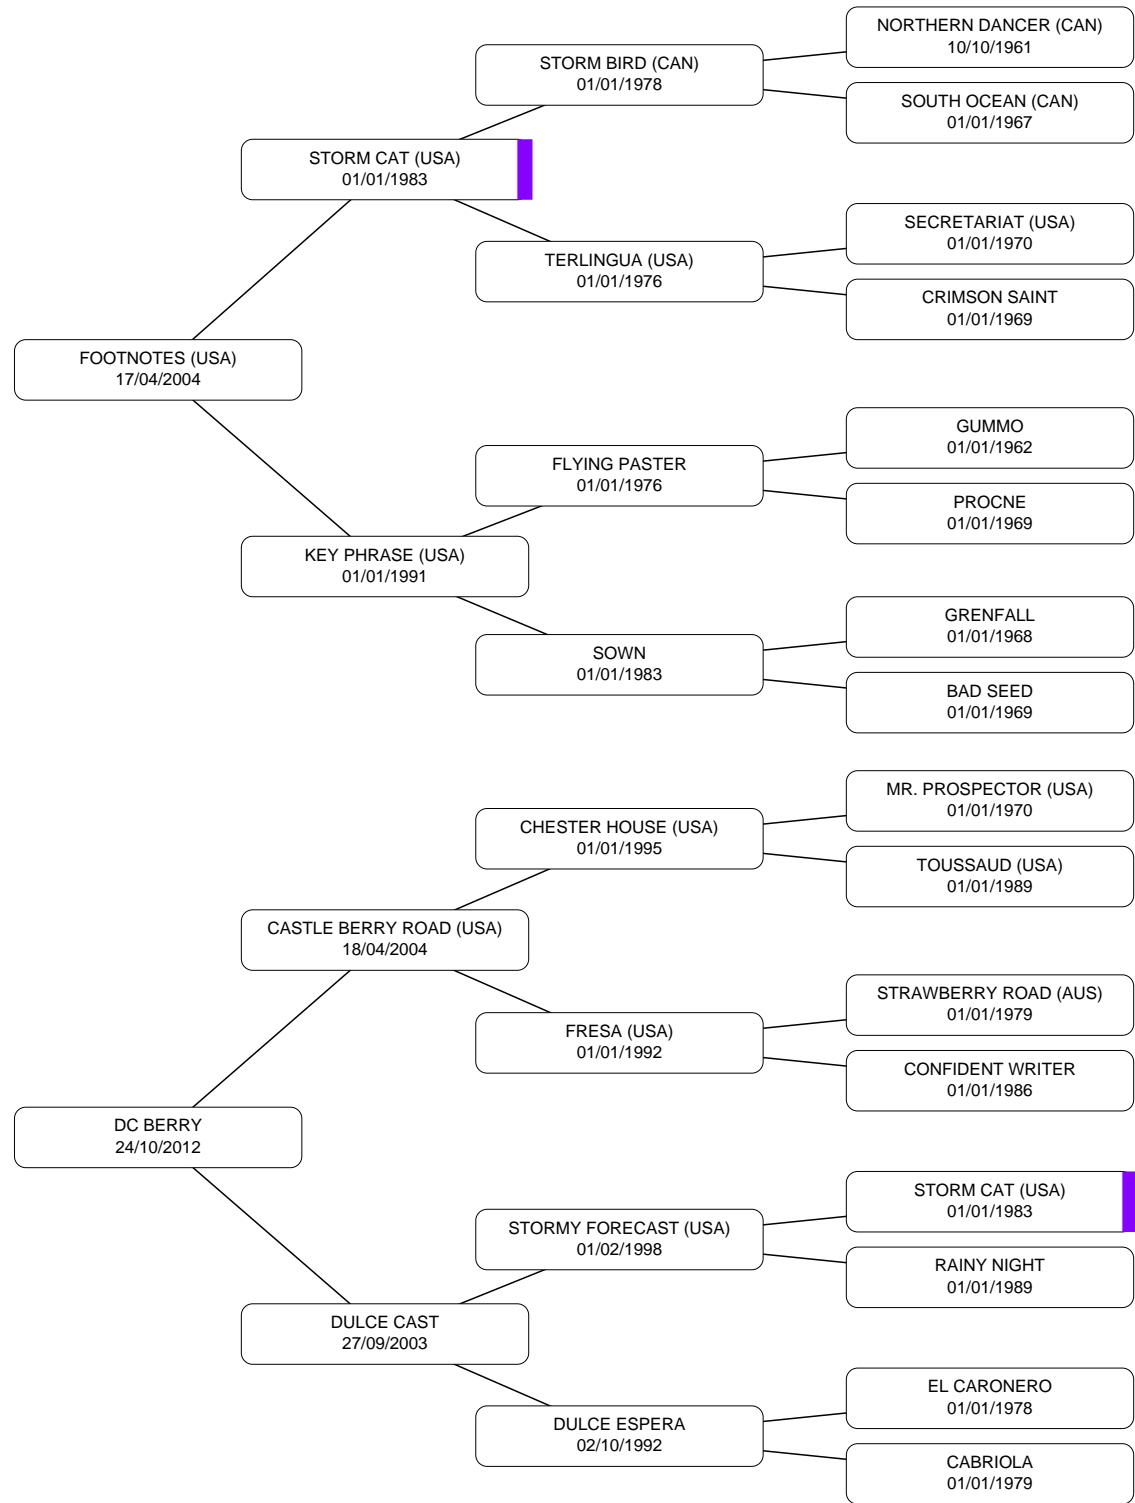 NORTHERN DANCER (CAN)
10/10/1961
STORM BIRD (CAN)
01/01/1978
SOUTH OCEAN (CAN)
01/01/1967
STORM CAT (USA)
01/01/1983
SECRETARIAT (USA)
01/01/1970
TERLINGUA (USA)
01/01/1976
CRIMSON SAINT
01/01/1969
FOOTNOTES (USA)
17/04/2004
GUMMO
01/01/1962
FLYING PASTER
01/01/1976
PROCNE
01/01/1969
KEY PHRASE (USA)
01/01/1991
GRENFALL
01/01/1968
SOWN
01/01/1983
BAD SEED
01/01/1969
MR. PROSPECTOR (USA)
01/01/1970
CHESTER HOUSE (USA)
01/01/1995
TOUSSAUD (USA)
01/01/1989
CASTLE BERRY ROAD (USA)
18/04/2004
STRAWBERRY ROAD (AUS)
01/01/1979
FRESA (USA)
01/01/1992
CONFIDENT WRITER
01/01/1986
DC BERRY
24/10/2012
STORM CAT (USA)
01/01/1983
STORMY FORECAST (USA)
01/02/1998
RAINY NIGHT
01/01/1989
DULCE CAST
27/09/2003
EL CARONERO
01/01/1978
DULCE ESPERA
02/10/1992
CABRIOLA
01/01/1979